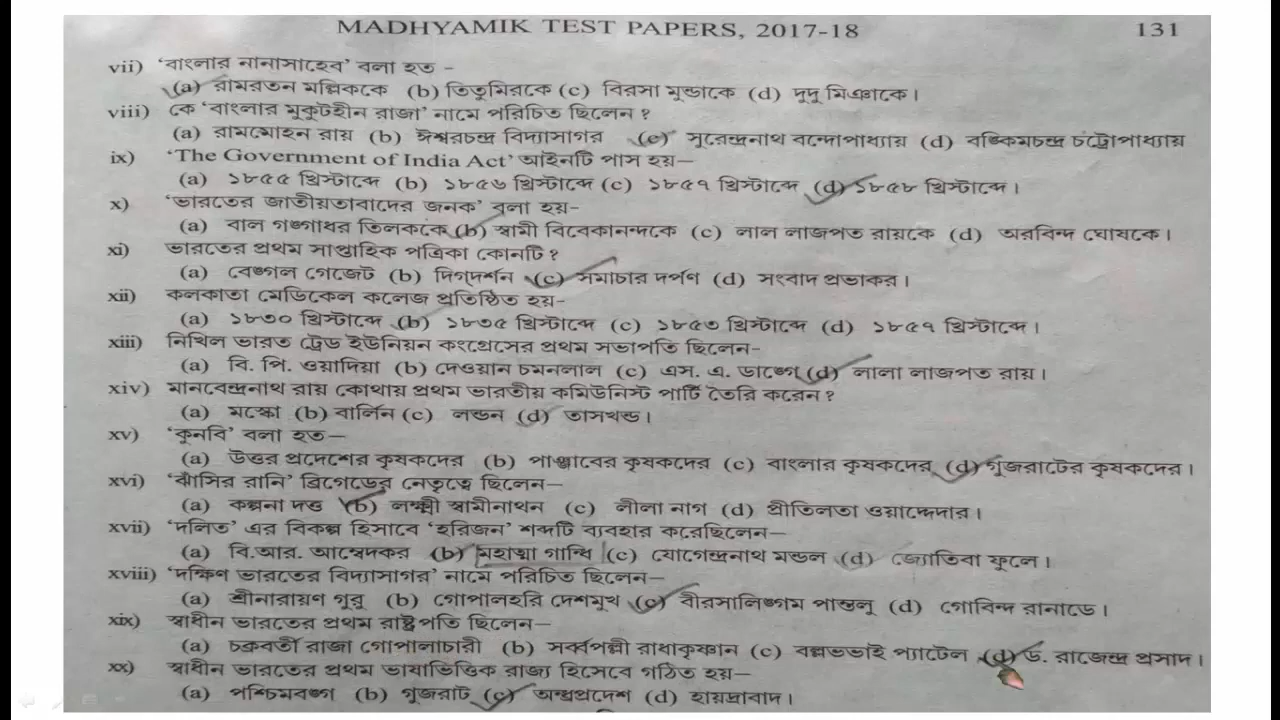 MADHYAMIK TEST PAPERS, 2017-18 131
vii) ‘বাংলার নানাসাহেব’ বলা হত -
(a) রামরতন মল্লিককে (b) তিতুমিরকে (c) বিরসা মুন্ডাকে (d) দুদু মিঞাকে।
viii) কে ‘বাংলার মুকুটহীন রাজা’ নামে পরিচিত ছিলেন ?
(a) রামমোহন রায় (b) ঈশ্বরচন্দ্র বিদ্যাসাগর (c) সুরেন্দ্রনাথ বন্দোপাধ্যায় (d) বঙ্কিমচন্দ্র চট্টোপাধ্যায়
ix) ‘The Government of India Act’ আইনটি পাস হয়—
(a) ১৮৫৫ খ্রিস্টাব্দে (b) ১৮৫৬ খ্রিস্টাব্দে (c) ১৮৫৭ খ্রিস্টাব্দে (d) ১৮৫৮ খ্রিস্টাব্দে।
x) ‘ভারতের জাতীয়তাবাদের জনক’ বলা হয়-
(a) বাল গঙ্গাধর তিলককে (b) স্বামী বিবেকানন্দকে (c) লাল লাজপত রায়কে (d) অরবিন্দ ঘোষকে।
xi) ভারতের প্রথম সাপ্তাহিক পত্রিকা কোনটি ?
(a) বেঙ্গল গেজেট (b) দিগ্‌দর্শন (c) সমাচার দর্পণ (d) সংবাদ প্রভাকর।
xii) কলকাতা মেডিকেল কলেজ প্রতিষ্ঠিত হয়-
(a) ১৮৩০ খ্রিস্টাব্দে (b) ১৮৩৫ খ্রিস্টাব্দে (c) ১৮৫৩ খ্রিস্টাব্দে (d) ১৮৫৭ খ্রিস্টাব্দে।
xiii) নিখিল ভারত ট্রেড ইউনিয়ন কংগ্রেসের প্রথম সভাপতি ছিলেন-
(a) বি. পি. ওয়াদিয়া (b) দেওয়ান চমনলাল (c) এস. এ. ডাঙ্গে (d) লালা লাজপত রায়।
xiv) মানবেন্দ্রনাথ রায় কোথায় প্রথম ভারতীয় কমিউনিস্ট পার্টি তৈরি করেন ?
(a) মস্কো (b) বার্লিন (c) লন্ডন (d) তাসখন্ড।
xv) ‘কুনবি’ বলা হত—
(a) উত্তর প্রদেশের কৃষকদের (b) পাঞ্জাবের কৃষকদের (c) বাংলার কৃষকদের (d) গুজরাটের কৃষকদের।
xvi) ‘ঝাঁসির রানি’ ব্রিগেডের নেতৃত্বে ছিলেন—
(a) কল্পনা দত্ত (b) লক্ষ্মী স্বামীনাথন (c) লীলা নাগ (d) প্রীতিলতা ওয়াদ্দেদার।
xvii) ‘দলিত’ এর বিকল্প হিসাবে ‘হরিজন’ শব্দটি ব্যবহার করেছিলেন—
(a) বি.আর. আম্বেদকর (b) মহাত্মা গান্ধি (c) যোগেন্দ্রনাথ মন্ডল (d) জ্যোতিবা ফুলে।
xviii) ‘দক্ষিণ ভারতের বিদ্যাসাগর’ নামে পরিচিত ছিলেন—
(a) শ্রীনারায়ণ গুরু (b) গোপালহরি দেশমুখ (c) বীরসালিঙ্গম পান্তুলু (d) গোবিন্দ রানাডে।
xix) স্বাধীন ভারতের প্রথম রাষ্ট্রপতি ছিলেন—
(a) চক্রবর্তী রাজা গোপালাচারী (b) সর্বপল্লী রাধাকৃষ্ণান (c) বল্লভভাই প্যাটেল (d) ড. রাজেন্দ্র প্রসাদ।
xx) স্বাধীন ভারতের প্রথম ভাষাভিত্তিক রাজ্য হিসেবে গঠিত হয়—
(a) পশ্চিমবঙ্গ (b) গুজরাট (c) অন্ধ্রপ্রদেশ (d) হায়দ্রাবাদ।